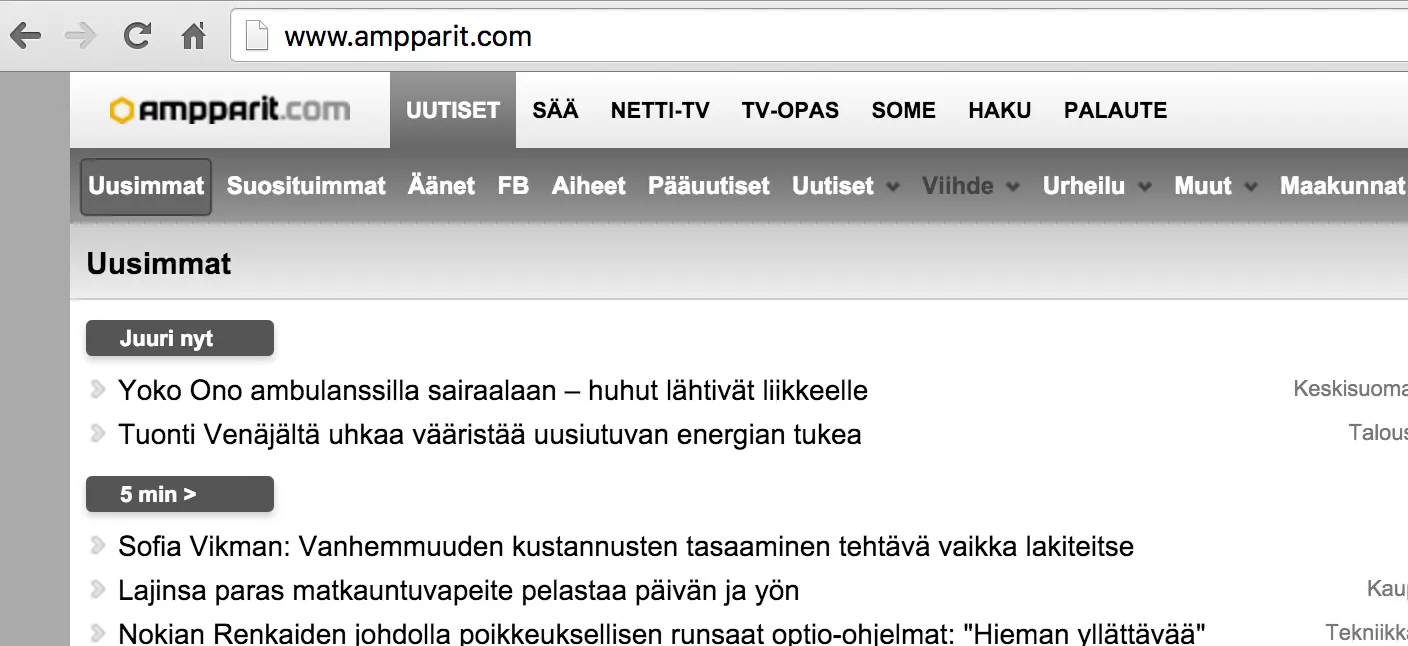 www.ampparit.com
ampparit.com UUTISET SÄÄ NETTI-TV TV-OPAS SOME HAKU PALAUTE
Uusimmat Suosituimmat Äänet FB Aiheet Pääuutiset Uutiset Viihde Urheilu Muut Maakunnat
Uusimmat
Juuri nyt
Yoko Ono ambulanssilla sairaalaan – huhut lähtivät liikkeelle Keskisuoma
Tuonti Venäjältä uhkaa vääristää uusiutuvan energian tukea Talous
5 min >
Sofia Vikman: Vanhemmuuden kustannusten tasaaminen tehtävä vaikka lakiteitse
Lajinsa paras matkauntuvapeite pelastaa päivän ja yön Kaup
Nokian Renkaiden johdolla poikkeuksellisen runsaat optio-ohjelmat: "Hieman yllättävää" Tekniikka